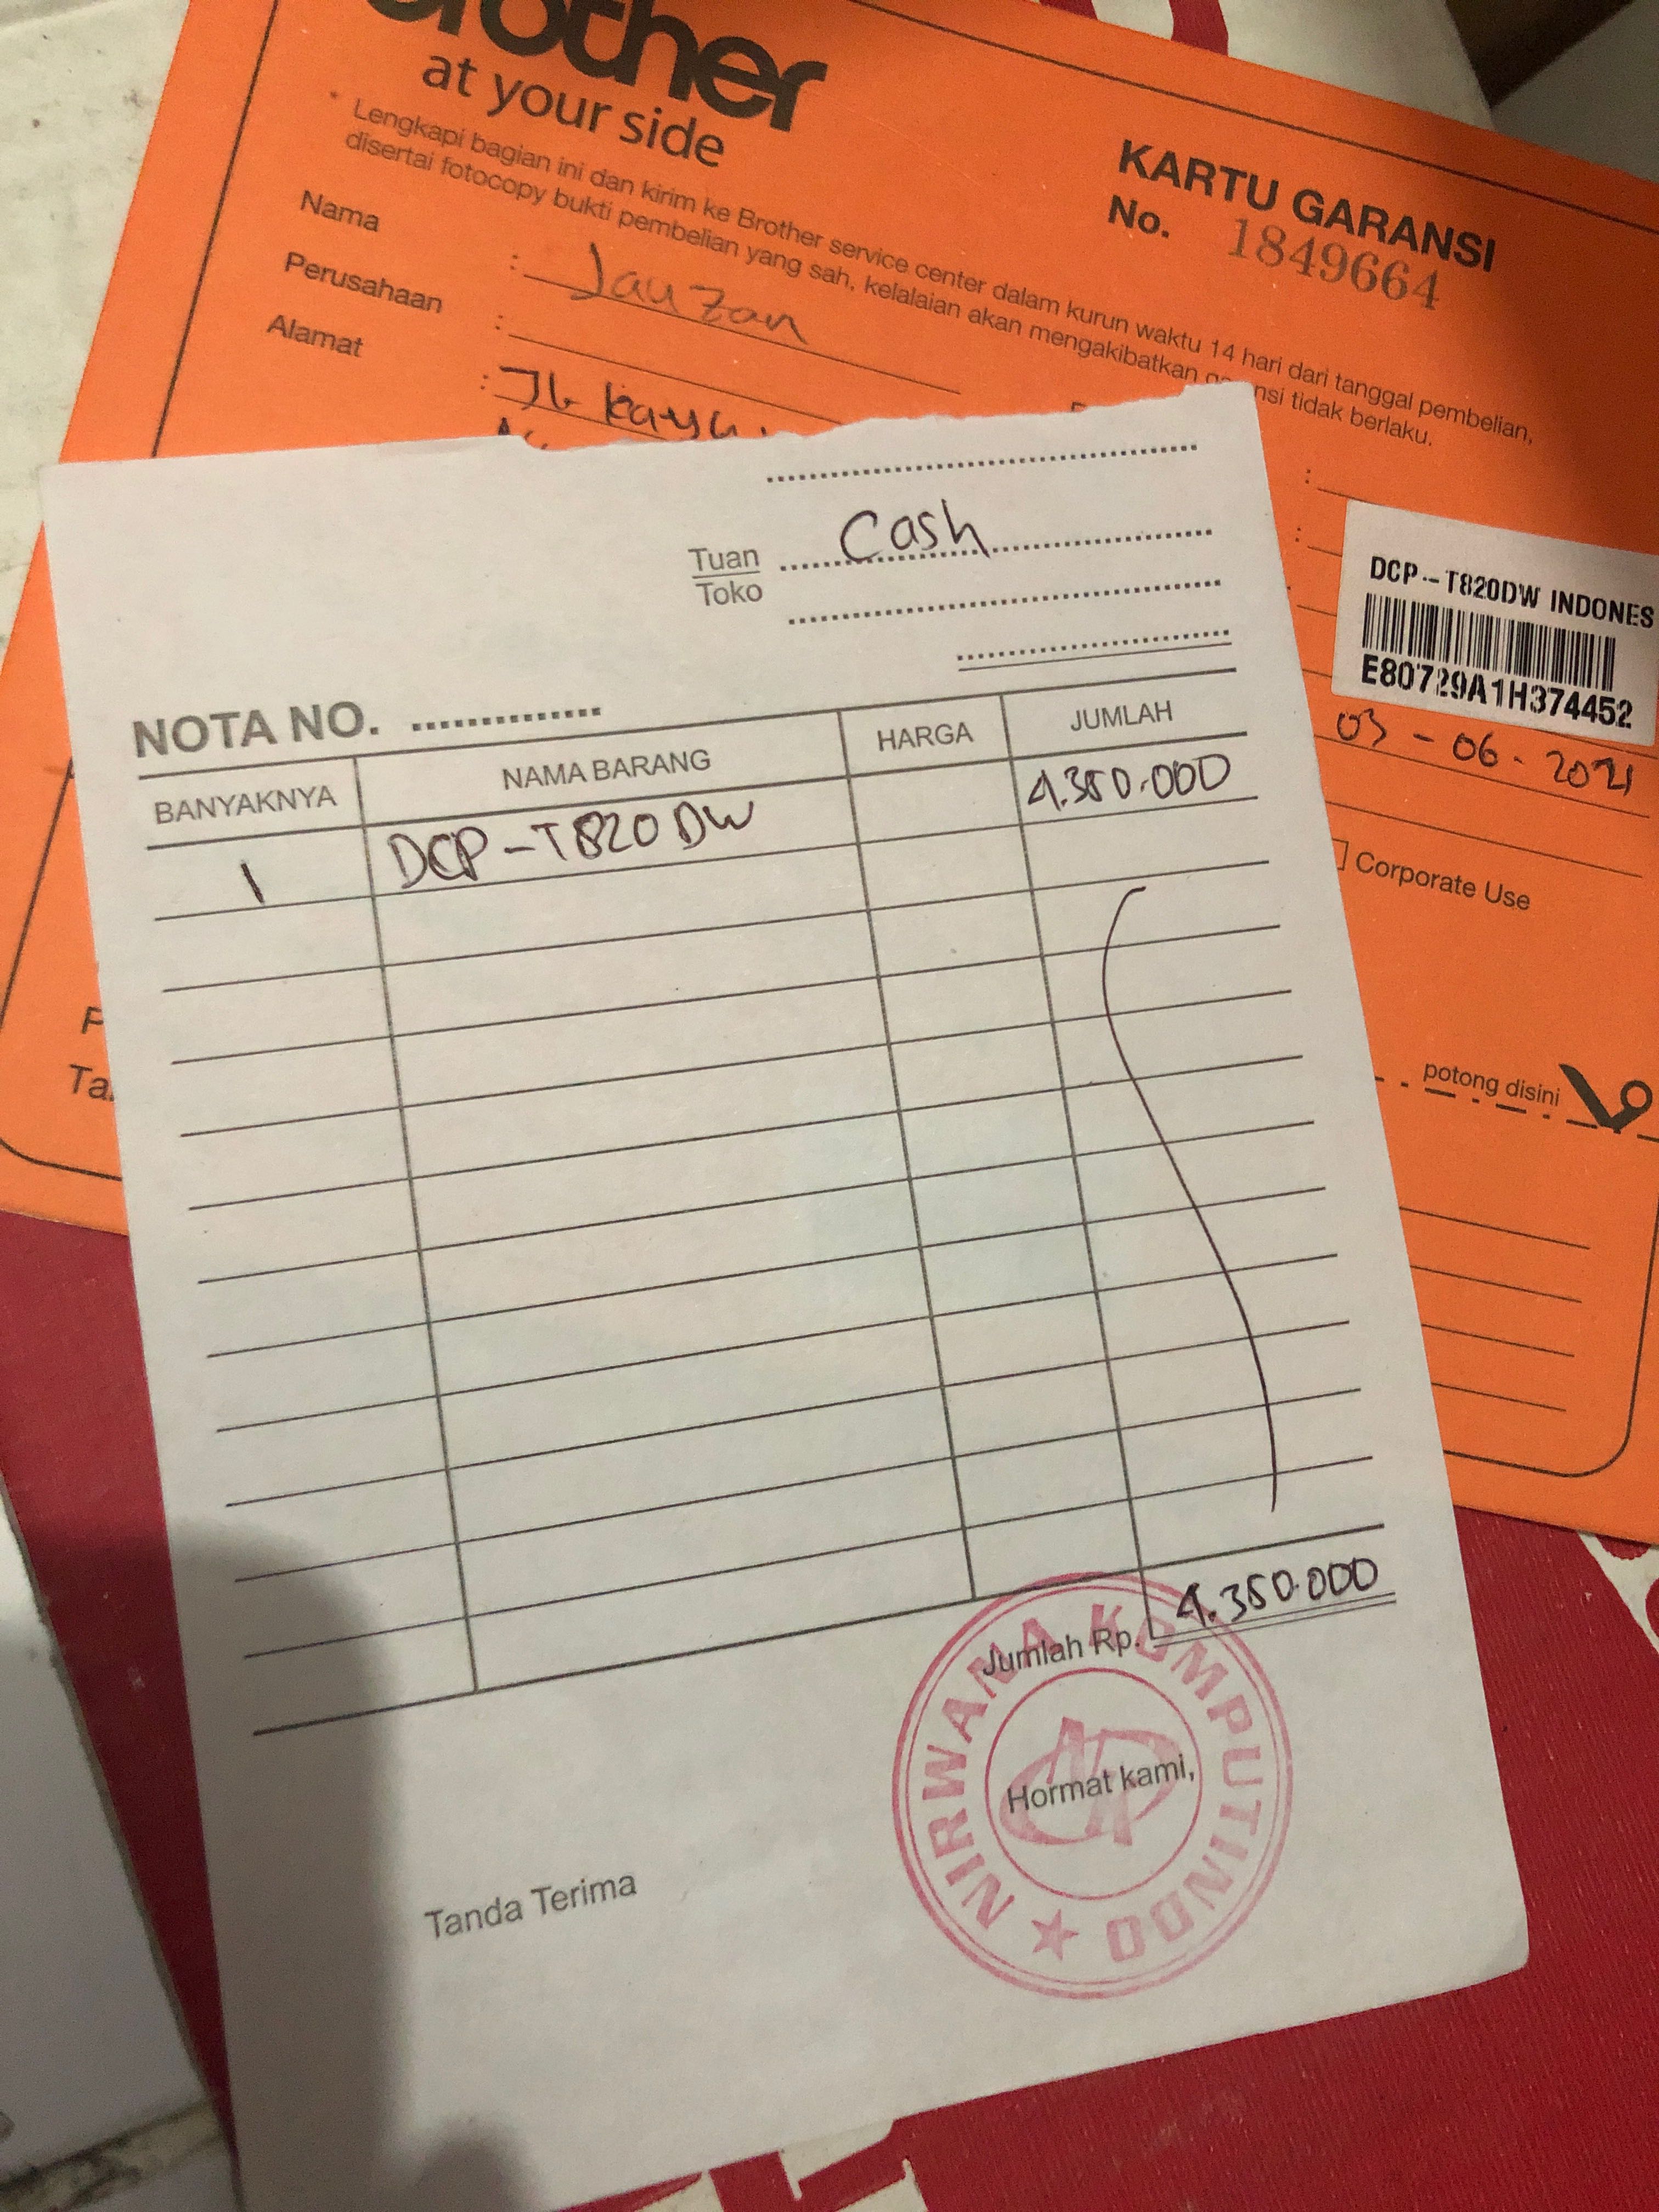 brother
at your side
* Lengkapi bagian ini dan kirim ke Brother service center dalam kurun waktu 14 hari dari tanggal pembelian,
disertai fotocopy bukti pembelian yang sah, kelalaian akan mengakibatkan garansi tidak berlaku.
KARTU GARANSI
No. 1849664
Nama : Jauzan
Perusahaan :
Alamat :
DCP-T820DW INDONES
E80729A1H374452
03-06-2021
Corporate Use
potong disini
Cash
Tuan
Toko
NOTA NO.
BANYAKNYA NAMA BARANG HARGA JUMLAH
1 DCP-T820DW 4.350.000
Jumlah Rp. 4.350.000
Tanda Terima
Hormat kami,
NIRWANA KOMPUTINDO